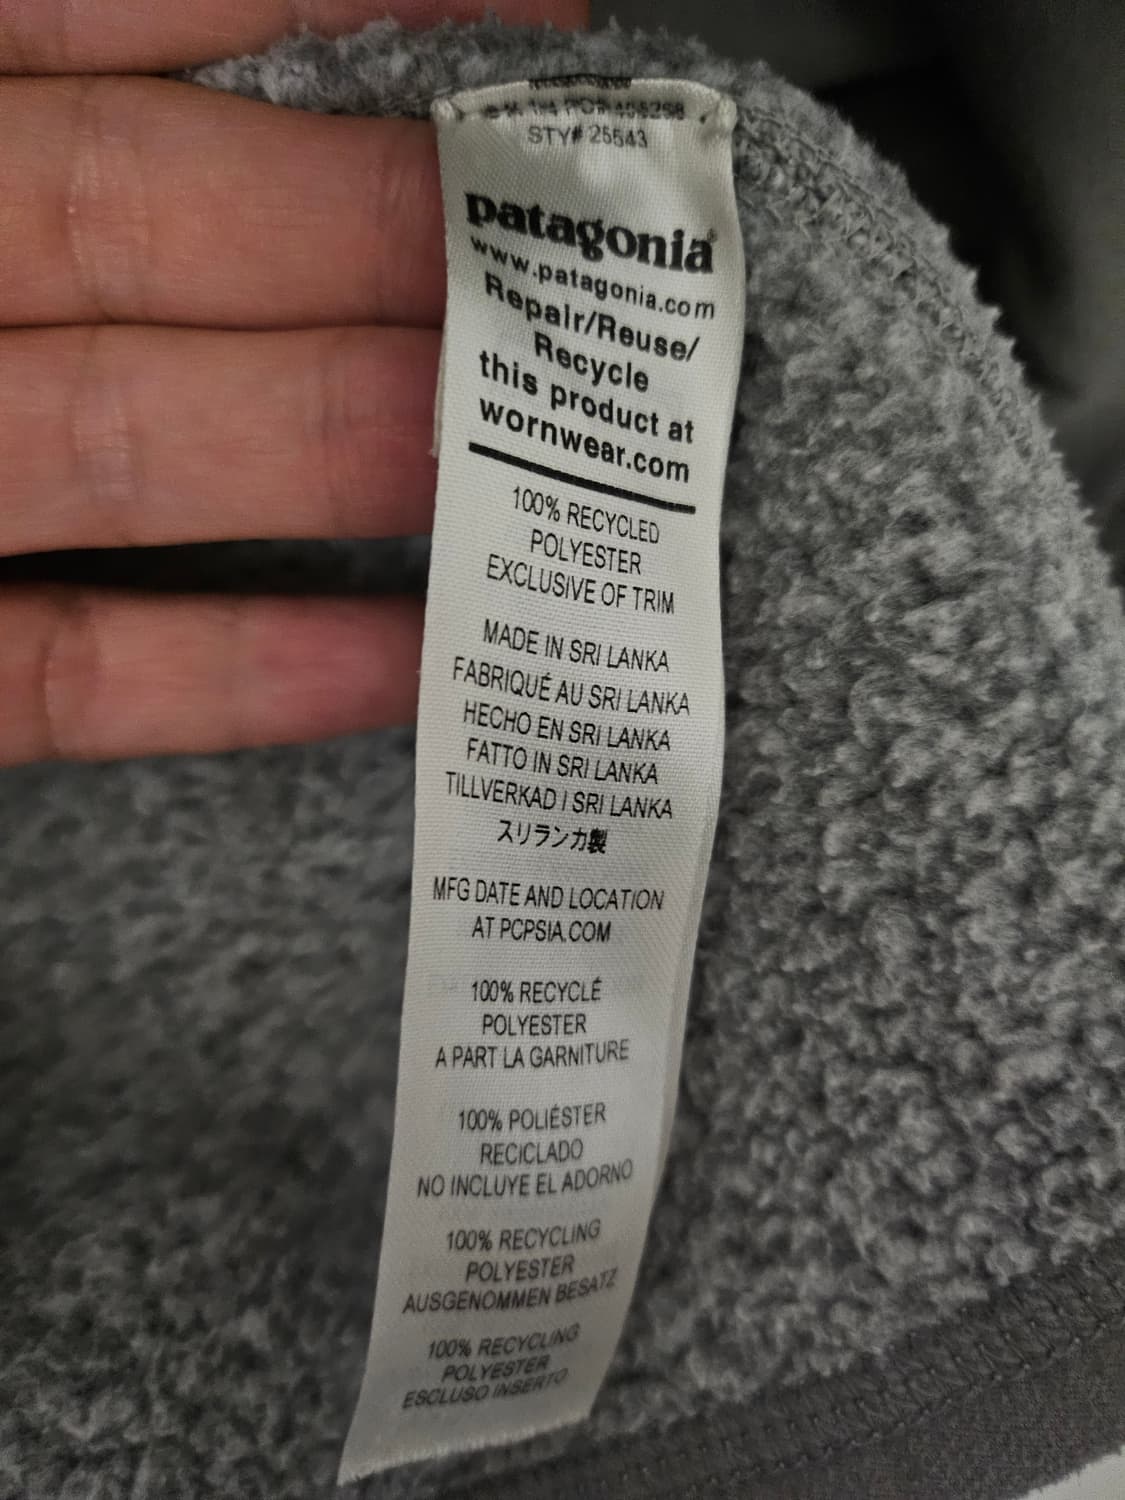 STY# 25543
patagonia®
www.patagonia.com
Repair/Reuse/
Recycle
this product at
wornwear.com
100% RECYCLED
POLYESTER
EXCLUSIVE OF TRIM
MADE IN SRI LANKA
FABRIQUÉ AU SRI LANKA
HECHO EN SRI LANKA
FATTO IN SRI LANKA
TILLVERKAD I SRI LANKA
スリランカ製
MFG DATE AND LOCATION
AT PCPSIA.COM
100% RECYCLÉ
POLYESTER
A PART LA GARNITURE
100% POLIÉSTER
RECICLADO
NO INCLUYE EL ADORNO
100% RECYCLING
POLYESTER
AUSGENOMMEN BESATZ
100% RECYCLING
POLYESTER
ESCLUSO INSERTO